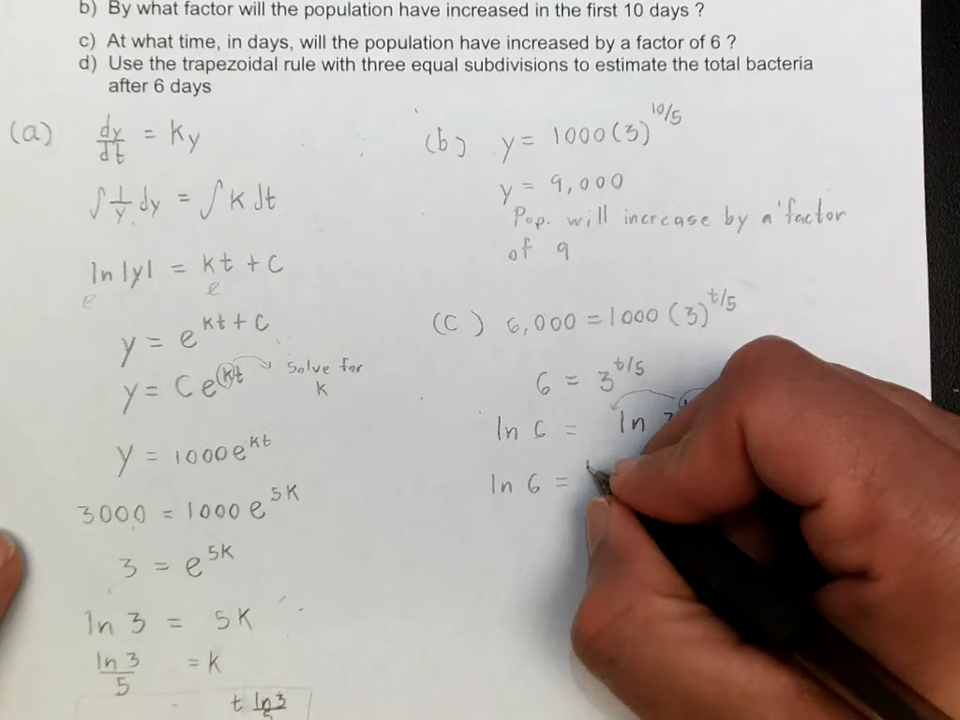 b) By what factor will the population have increased in the first 10 days ?
c) At what time, in days, will the population have increased by a factor of 6 ?
d) Use the trapezoidal rule with three equal subdivisions to estimate the total bacteria
after 6 days
(a) dy/dt = Ky
∫ 1/y dy = ∫ K dt
ln |y| = Kt + C
e e
y = e^(Kt + C)
y = C e^(Kt) Solve for
K
y = 1000e^(Kt)
3000 = 1000 e^(5K)
3 = e^(5K)
ln 3 = 5K
ln 3/5 = K
t ln 3/5
(b) y = 1000 (3)^(10/5)
y = 9,000
Pop. will increase by a factor
of 9
(C) 6,000 = 1000 (3)^(t/5)
6 = 3^(t/5)
ln 6 = ln
ln 6 =